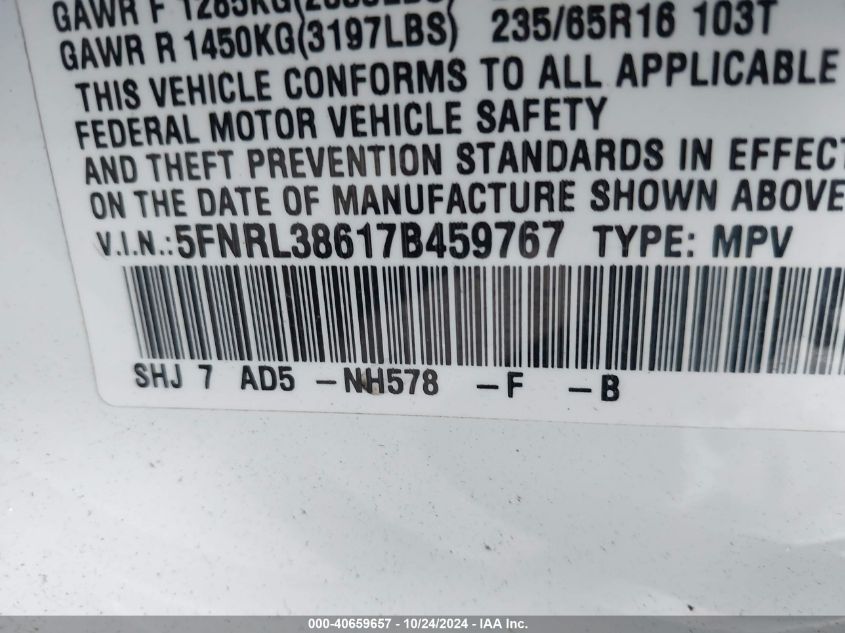 GAWR F 1285KG
GAWR R 1450KG(3197LBS) 235/65R16 103T
THIS VEHICLE CONFORMS TO ALL APPLICABLE
FEDERAL MOTOR VEHICLE SAFETY
AND THEFT PREVENTION STANDARDS IN EFFECT
ON THE DATE OF MANUFACTURE SHOWN ABOVE
V.I.N.:5FNRL38617B459767 TYPE: MPV
SHJ 7 AD5 -NH578 -F -B
000-40659657 - 10/24/2024 - IAA Inc.